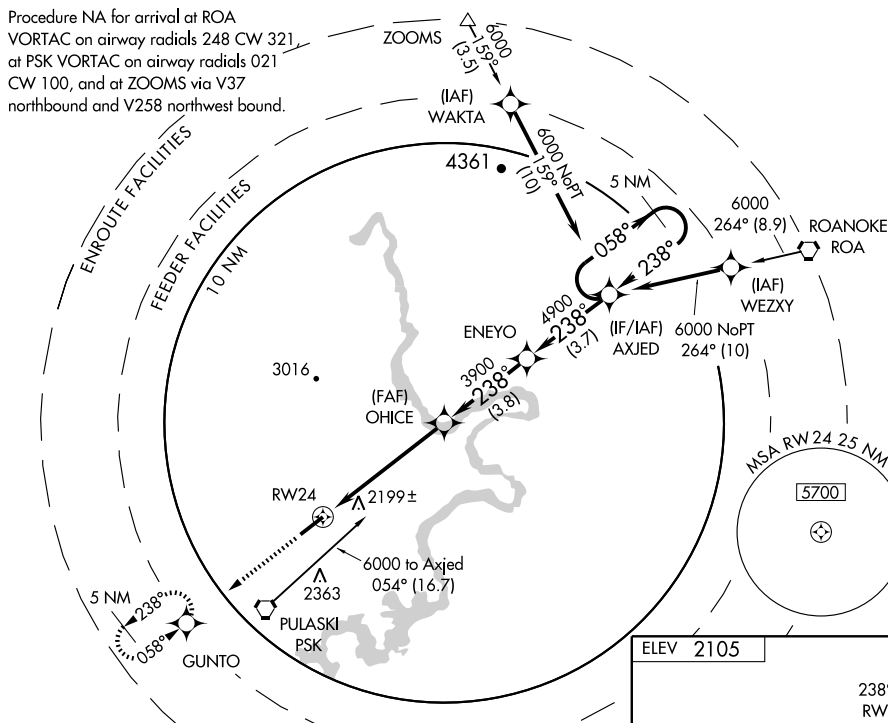 Procedure NA for arrival at ROA
VORTAC on airway radials 248 CW 321,
at PSK VORTAC on airway radials 021
CW 100, and at ZOOMS via V37
northbound and V258 northwest bound.
ZOOMS
6000
159°
(3.5)
(IAF)
WAKTA
6000 NoPT
159°
(10)
4361
5 NM
ENROUTE FACILITIES
FEEDER FACILITIES
10 NM
058°
238°
6000
264° (8.9)
ROANOKE
ROA
(IAF)
WEZXY
(IF/IAF)
AXJED
6000 NoPT
264° (10)
4900
238°
(3.7)
ENEYO
3900
238°
(3.8)
3016
(FAF)
OHICE
MSA RW24 25 NM
5700
RW24
2199±
6000 to Axjed
054° (16.7)
2363
5 NM
238°
058°
GUNTO
PULASKI
PSK
ELEV 2105
238°
RW